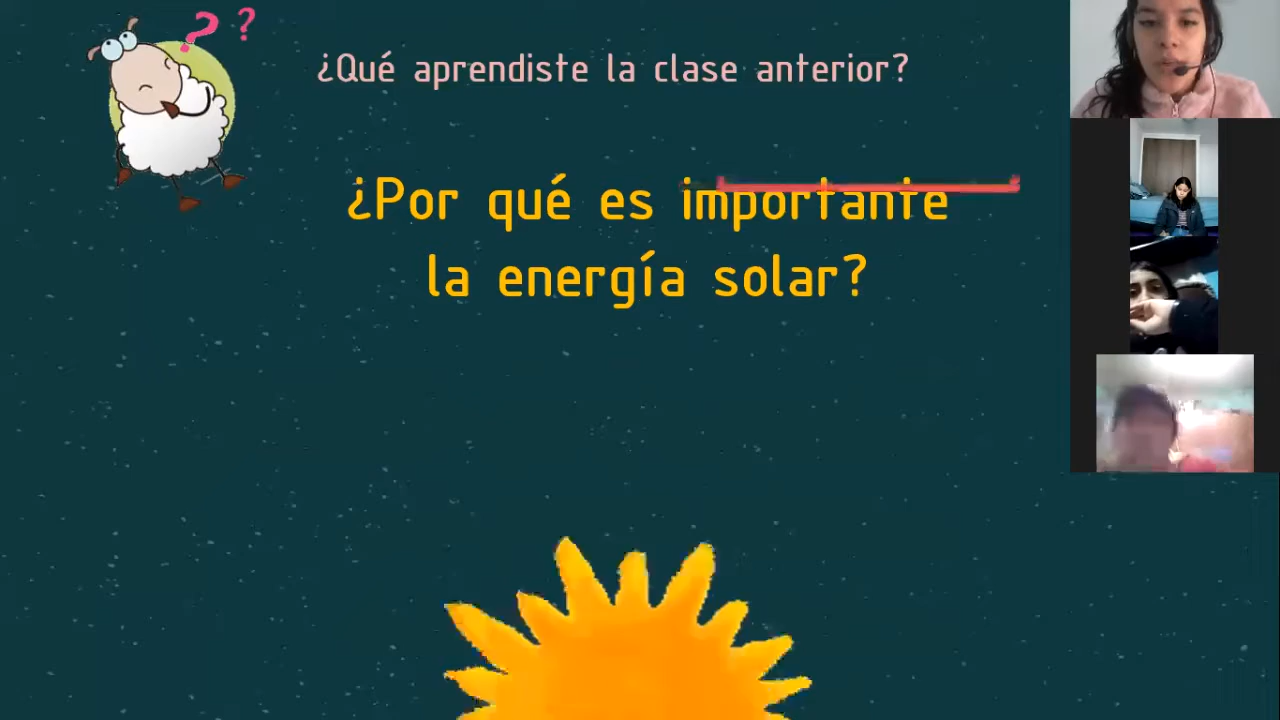 ? ?
¿Qué aprendiste la clase anterior?
¿Por qué es importante
la energía solar?